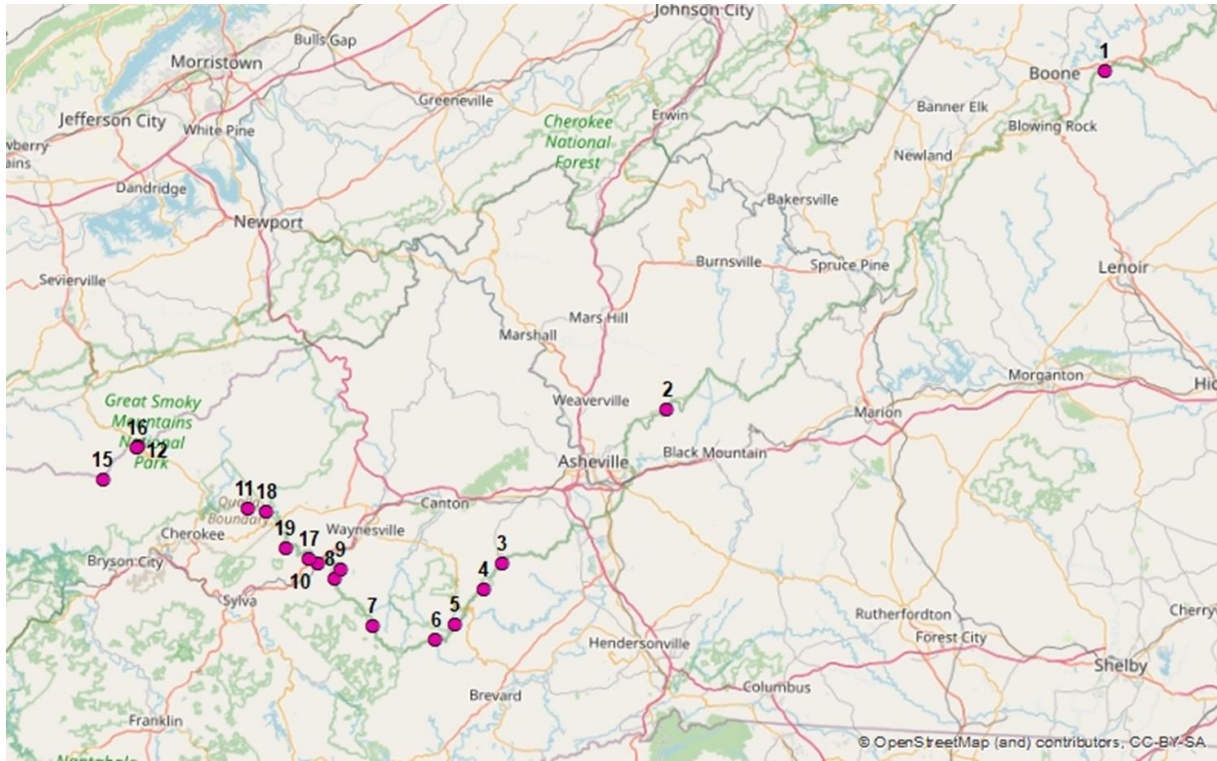 Johnson City
Bulls Gap
Morristown
1
Boone
Jefferson City
Greeneville
Banner Elk
Erwin
White Pine
Cherokee
National
Forest
Blowing Rock
Newland
Dandridge
Bakersville
Newport
Burnsville
Spruce Pine
Lenoir
Sevierville
Mars Hill
Marshall
Morganton
2
Weaverville
Great Smoky
Mountains
National
Park
Marion
16
12
Black Mountain
Asheville
15
11
18
Canton
Boundary
Cherokee
Waynesville
19
17
3
8
9
Bryson City
10
4
Sylva
7
5
6
Rutherfordton
Hendersonville
Forest City
Shelby
Brevard
Columbus
Franklin
© OpenStreetMap (and) contributors, CC-BY-SA